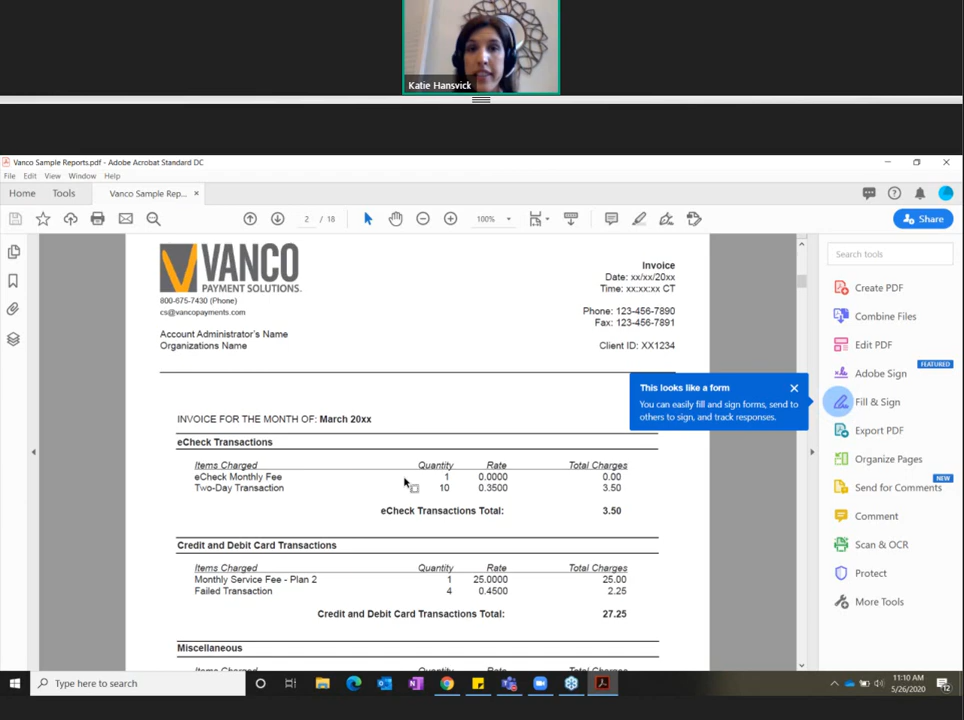 Katie Hansvick
Vanco Sample Reports.pdf - Adobe Acrobat Standard DC
File Edit View Window Help
Home Tools Vanco Sample Rep... ×
2 / 18 100% Share
VANCO
PAYMENT SOLUTIONS.
800-675-7430 (Phone)
cs@vancopayments.com
Account Administrator's Name
Organizations Name
Invoice
Date: xx/xx/20xx
Time: xx:xx:xx CT
Phone: 123-456-7890
Fax: 123-456-7891
Client ID: XX1234
INVOICE FOR THE MONTH OF: March 20xx
eCheck Transactions
Items Charged Quantity Rate Total Charges
eCheck Monthly Fee 1 0.0000 0.00
Two-Day Transaction 10 0.3500 3.50
eCheck Transactions Total: 3.50
Credit and Debit Card Transactions
Items Charged Quantity Rate Total Charges
Monthly Service Fee - Plan 2 1 25.0000 25.00
Failed Transaction 4 0.4500 2.25
Credit and Debit Card Transactions Total: 27.25
Miscellaneous
This looks like a form
You can easily fill and sign forms, send to
others to sign, and track responses.
Search tools
Create PDF
Combine Files
Edit PDF
FEATURED
Adobe Sign
Fill & Sign
Export PDF
Organize Pages
NEW
Send for Comments
Comment
Scan & OCR
Protect
More Tools
Type here to search
11:10 AM
5/26/2020
12